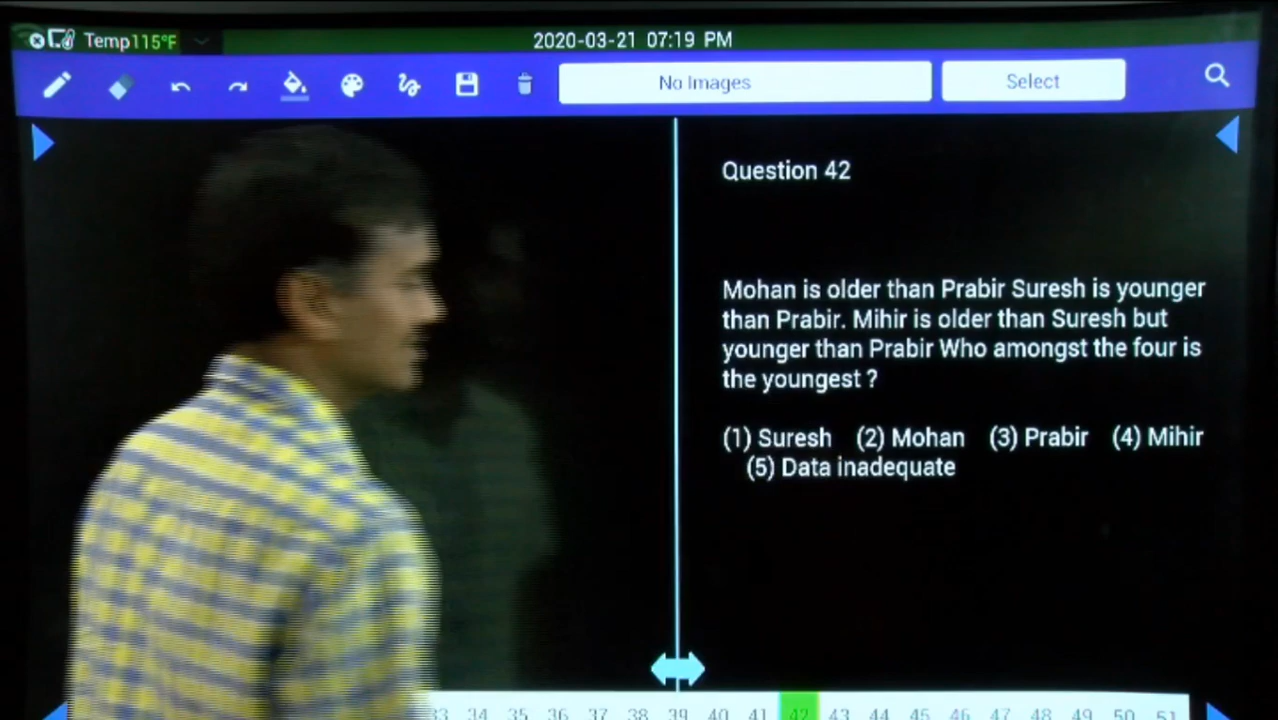 Temp115°F
2020-03-21 07:19 PM
No Images
Select
Question 42
Mohan is older than Prabir Suresh is younger
than Prabir. Mihir is older than Suresh but
younger than Prabir Who amongst the four is
the youngest ?
(1) Suresh (2) Mohan (3) Prabir (4) Mihir
(5) Data inadequate
33 34 35 36 37 38 39 40 41 42 43 44 45 46 47 48 49 50 51